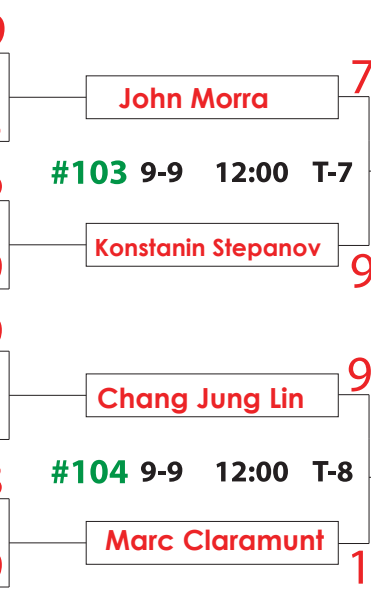 John Morra 7
#103 9-9 12:00 T-7
Konstanin Stepanov 9
Chang Jung Lin 9
#104 9-9 12:00 T-8
Marc Claramunt 1